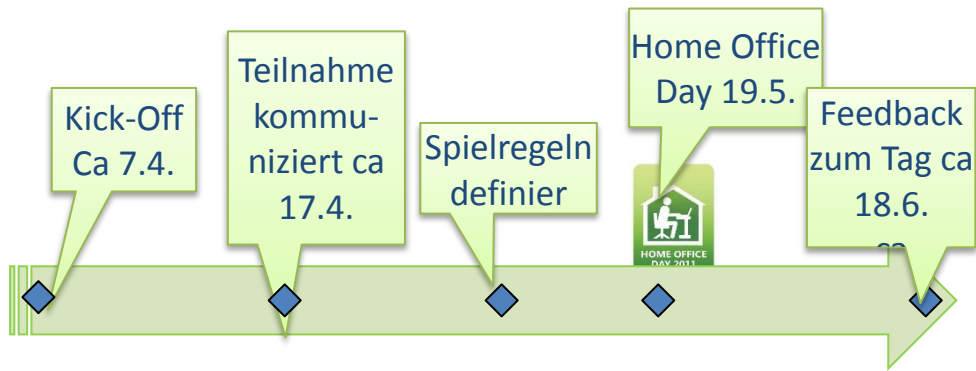 Kick-Off
Ca 7.4.
Teilnahme
kommu-
niziert ca
17.4.
Spielregeln
definier
Home Office
Day 19.5.
HOME OFFICE
DAY 2011
Feedback
zum Tag ca
18.6.